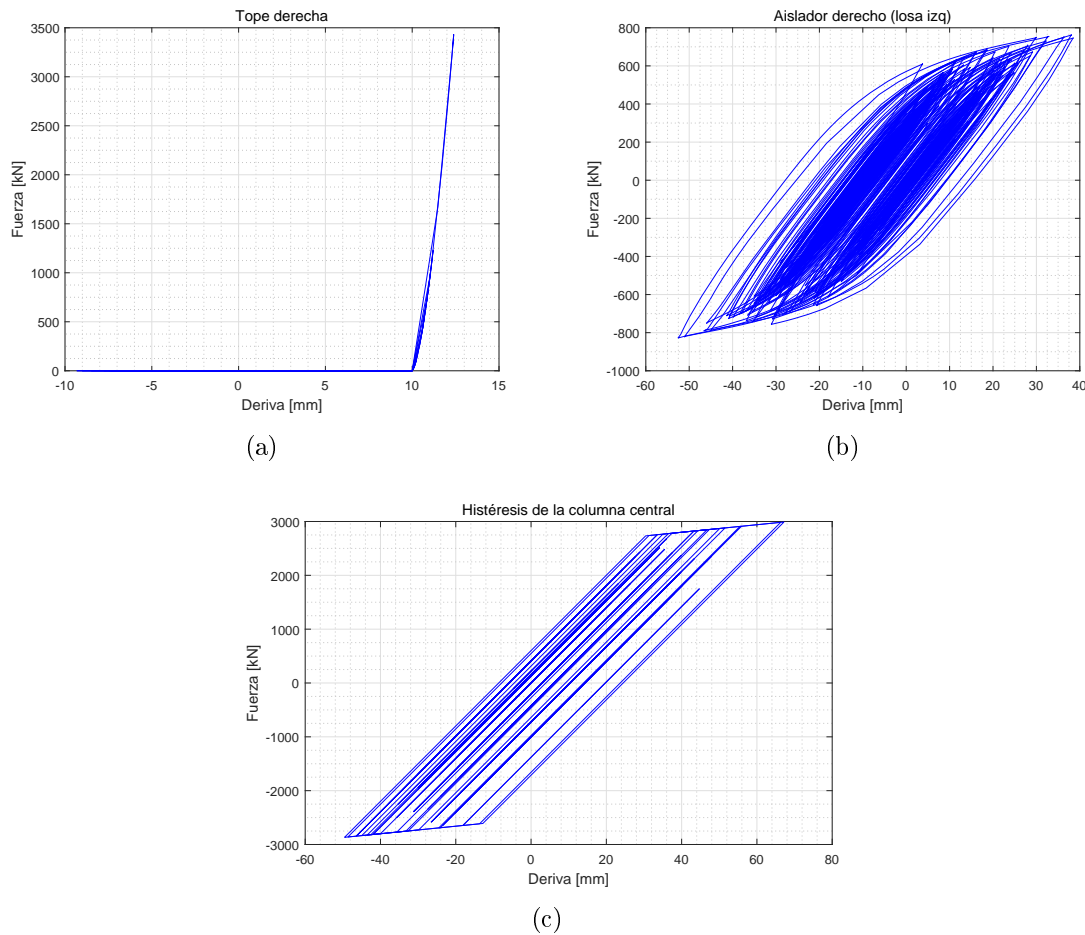 Tope derecha
3500
3000
2500
2000
1500
1000
500
0
-10 -5 0 5 10 15
Fuerza [kN]
Deriva [mm]
(a)
Aislador derecho (losa izq)
800
600
400
200
0
-200
-400
-600
-800
-1000
-60 -50 -40 -30 -20 -10 0 10 20 30 40
Fuerza [kN]
Deriva [mm]
(b)
Histéresis de la columna central
3000
2000
1000
0
-1000
-2000
-3000
-60 -40 -20 0 20 40 60 80
Fuerza [kN]
Deriva [mm]
(c)